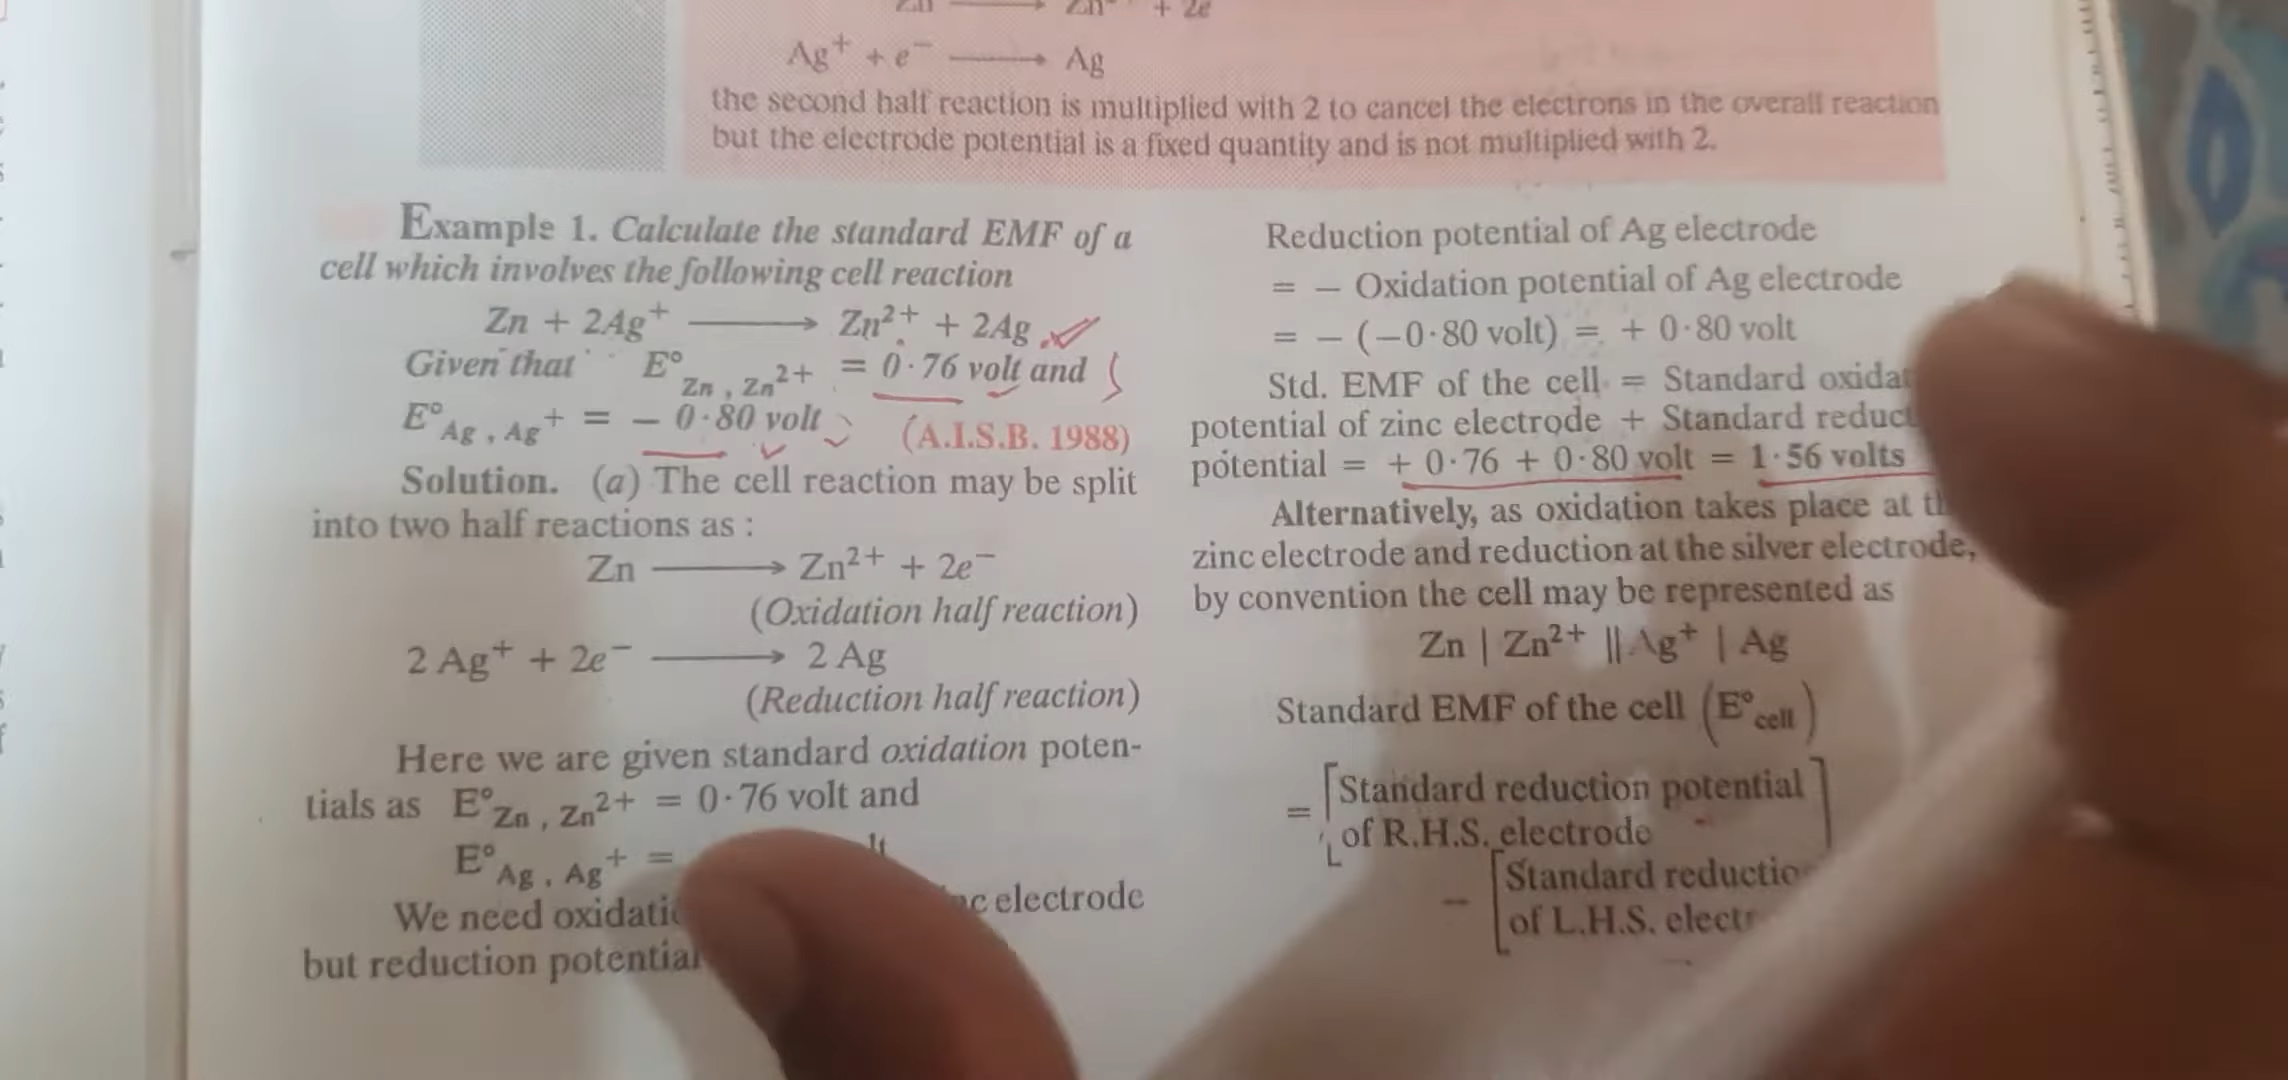 Zn ⟶ Zn + 2e
Ag⁺ + e⁻ ⟶ Ag
the second half reaction is multiplied with 2 to cancel the electrons in the overall reaction
but the electrode potential is a fixed quantity and is not multiplied with 2.
Example 1. Calculate the standard EMF of a
cell which involves the following cell reaction
Zn + 2Ag⁺ ⟶ Zn²⁺ + 2Ag
Given that E° Zn , Zn²⁺ = 0·76 volt and
E° Ag , Ag⁺ = − 0·80 volt (A.I.S.B. 1988)
Solution. (a) The cell reaction may be split
into two half reactions as :
Zn ⟶ Zn²⁺ + 2e⁻
(Oxidation half reaction)
2 Ag⁺ + 2e⁻ ⟶ 2 Ag
(Reduction half reaction)
Here we are given standard oxidation poten-
tials as E° Zn , Zn²⁺ = 0·76 volt and
E° Ag , Ag⁺ =
We need electrode
but reduction potential
Reduction potential of Ag electrode
= − Oxidation potential of Ag electrode
= − (−0·80 volt) = + 0·80 volt
Std. EMF of the cell = Standard
potential of zinc electrode + Standard
potential = + 0·76 + 0·80 volt = 1·56 volts
Alternatively, as oxidation takes place at
zinc electrode and reduction at the silver electrode,
by convention the cell may be represented as
Zn | Zn²⁺ || Ag⁺ | Ag
Standard EMF of the cell (E°cell)
= [Standard reduction potential
of R.H.S. electrode]
− [Standard
of L.H.S.